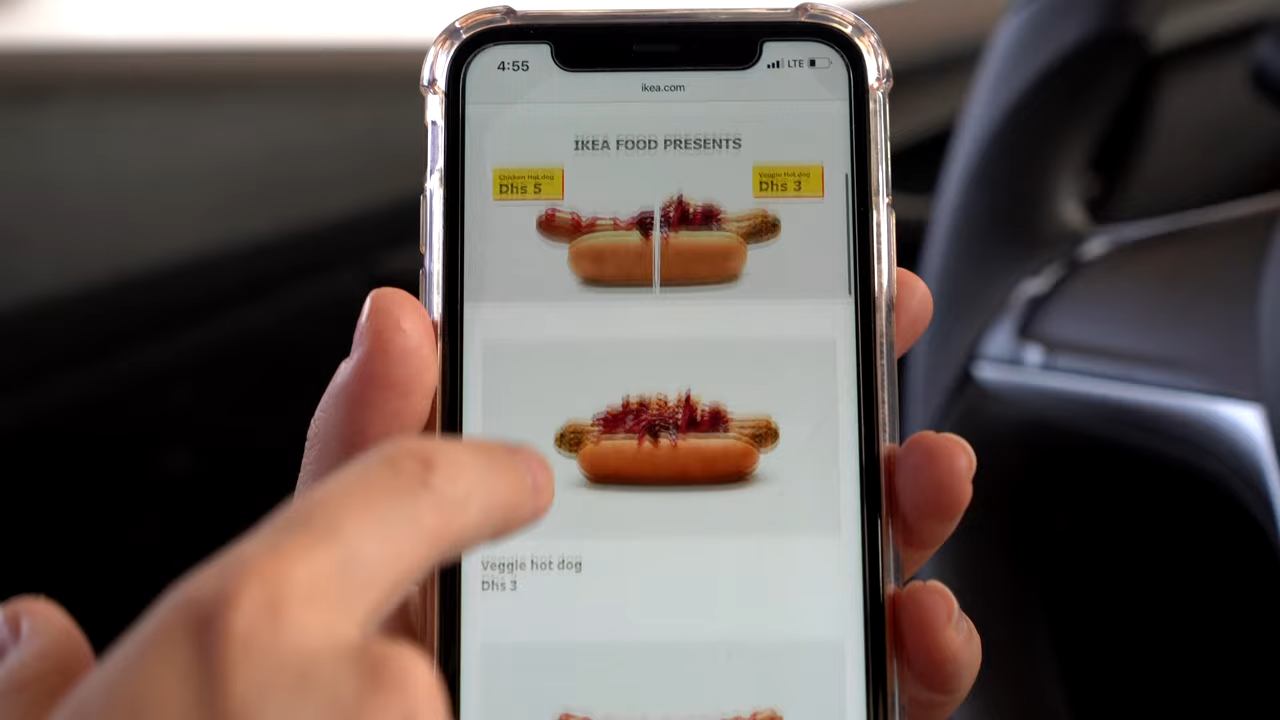 4:55
LTE
ikea.com
IKEA FOOD PRESENTS
Chicken Hot dog
Dhs 5
Veggie Hot dog
Dhs 3
Veggie hot dog
Dhs 3